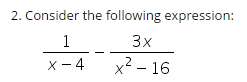 2. Consider the following expression:
1/(x - 4) - 3x/(x² - 16)